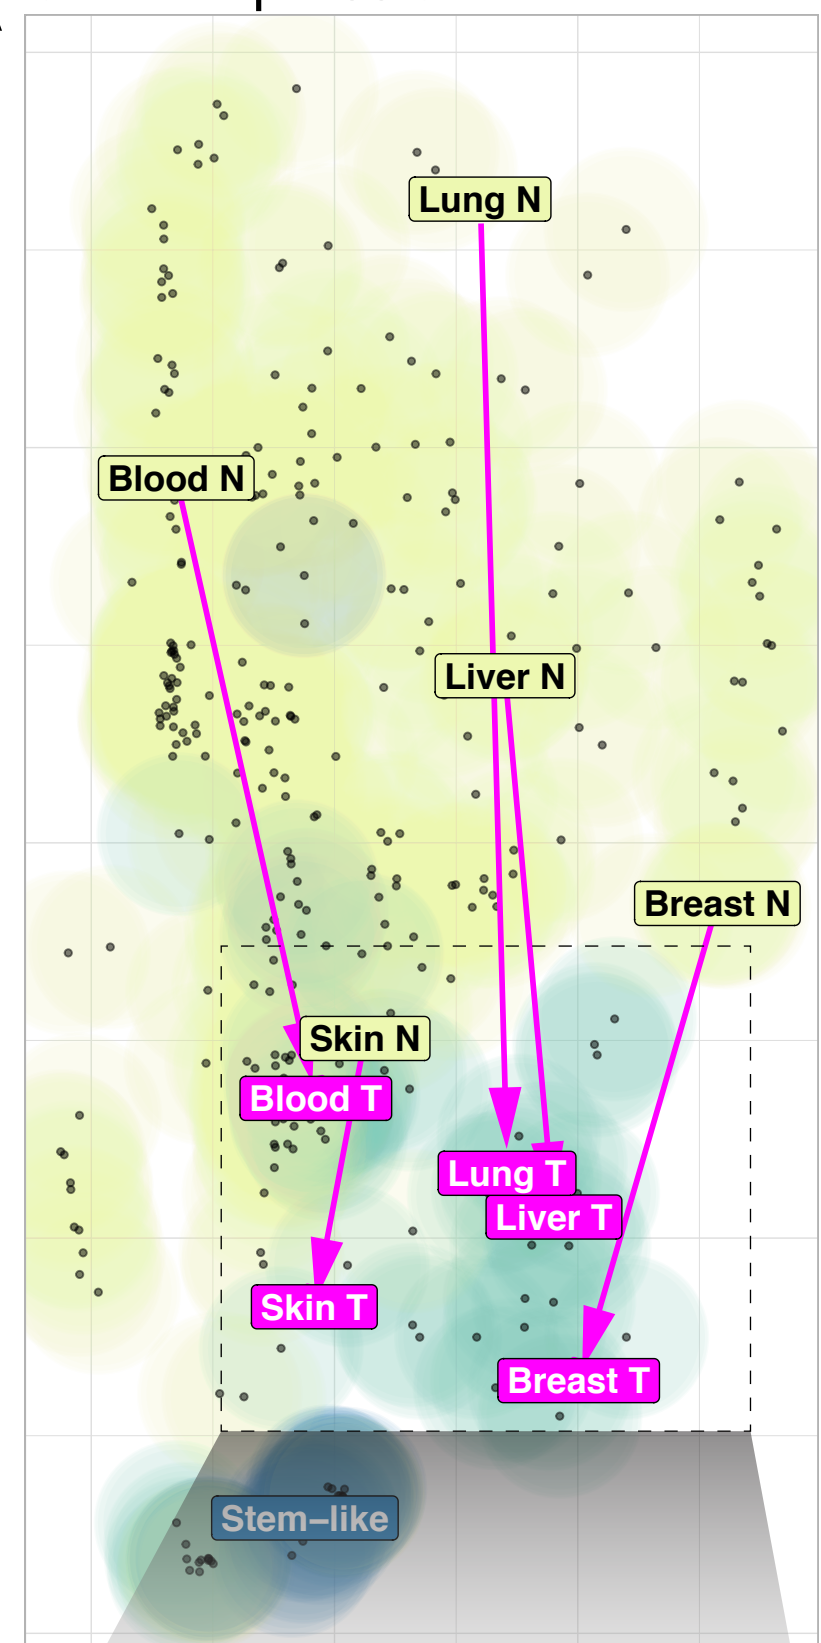 Lung N
Blood N
Liver N
Breast N
Skin N
Blood T
Lung T
Liver T
Skin T
Breast T
Stem–like